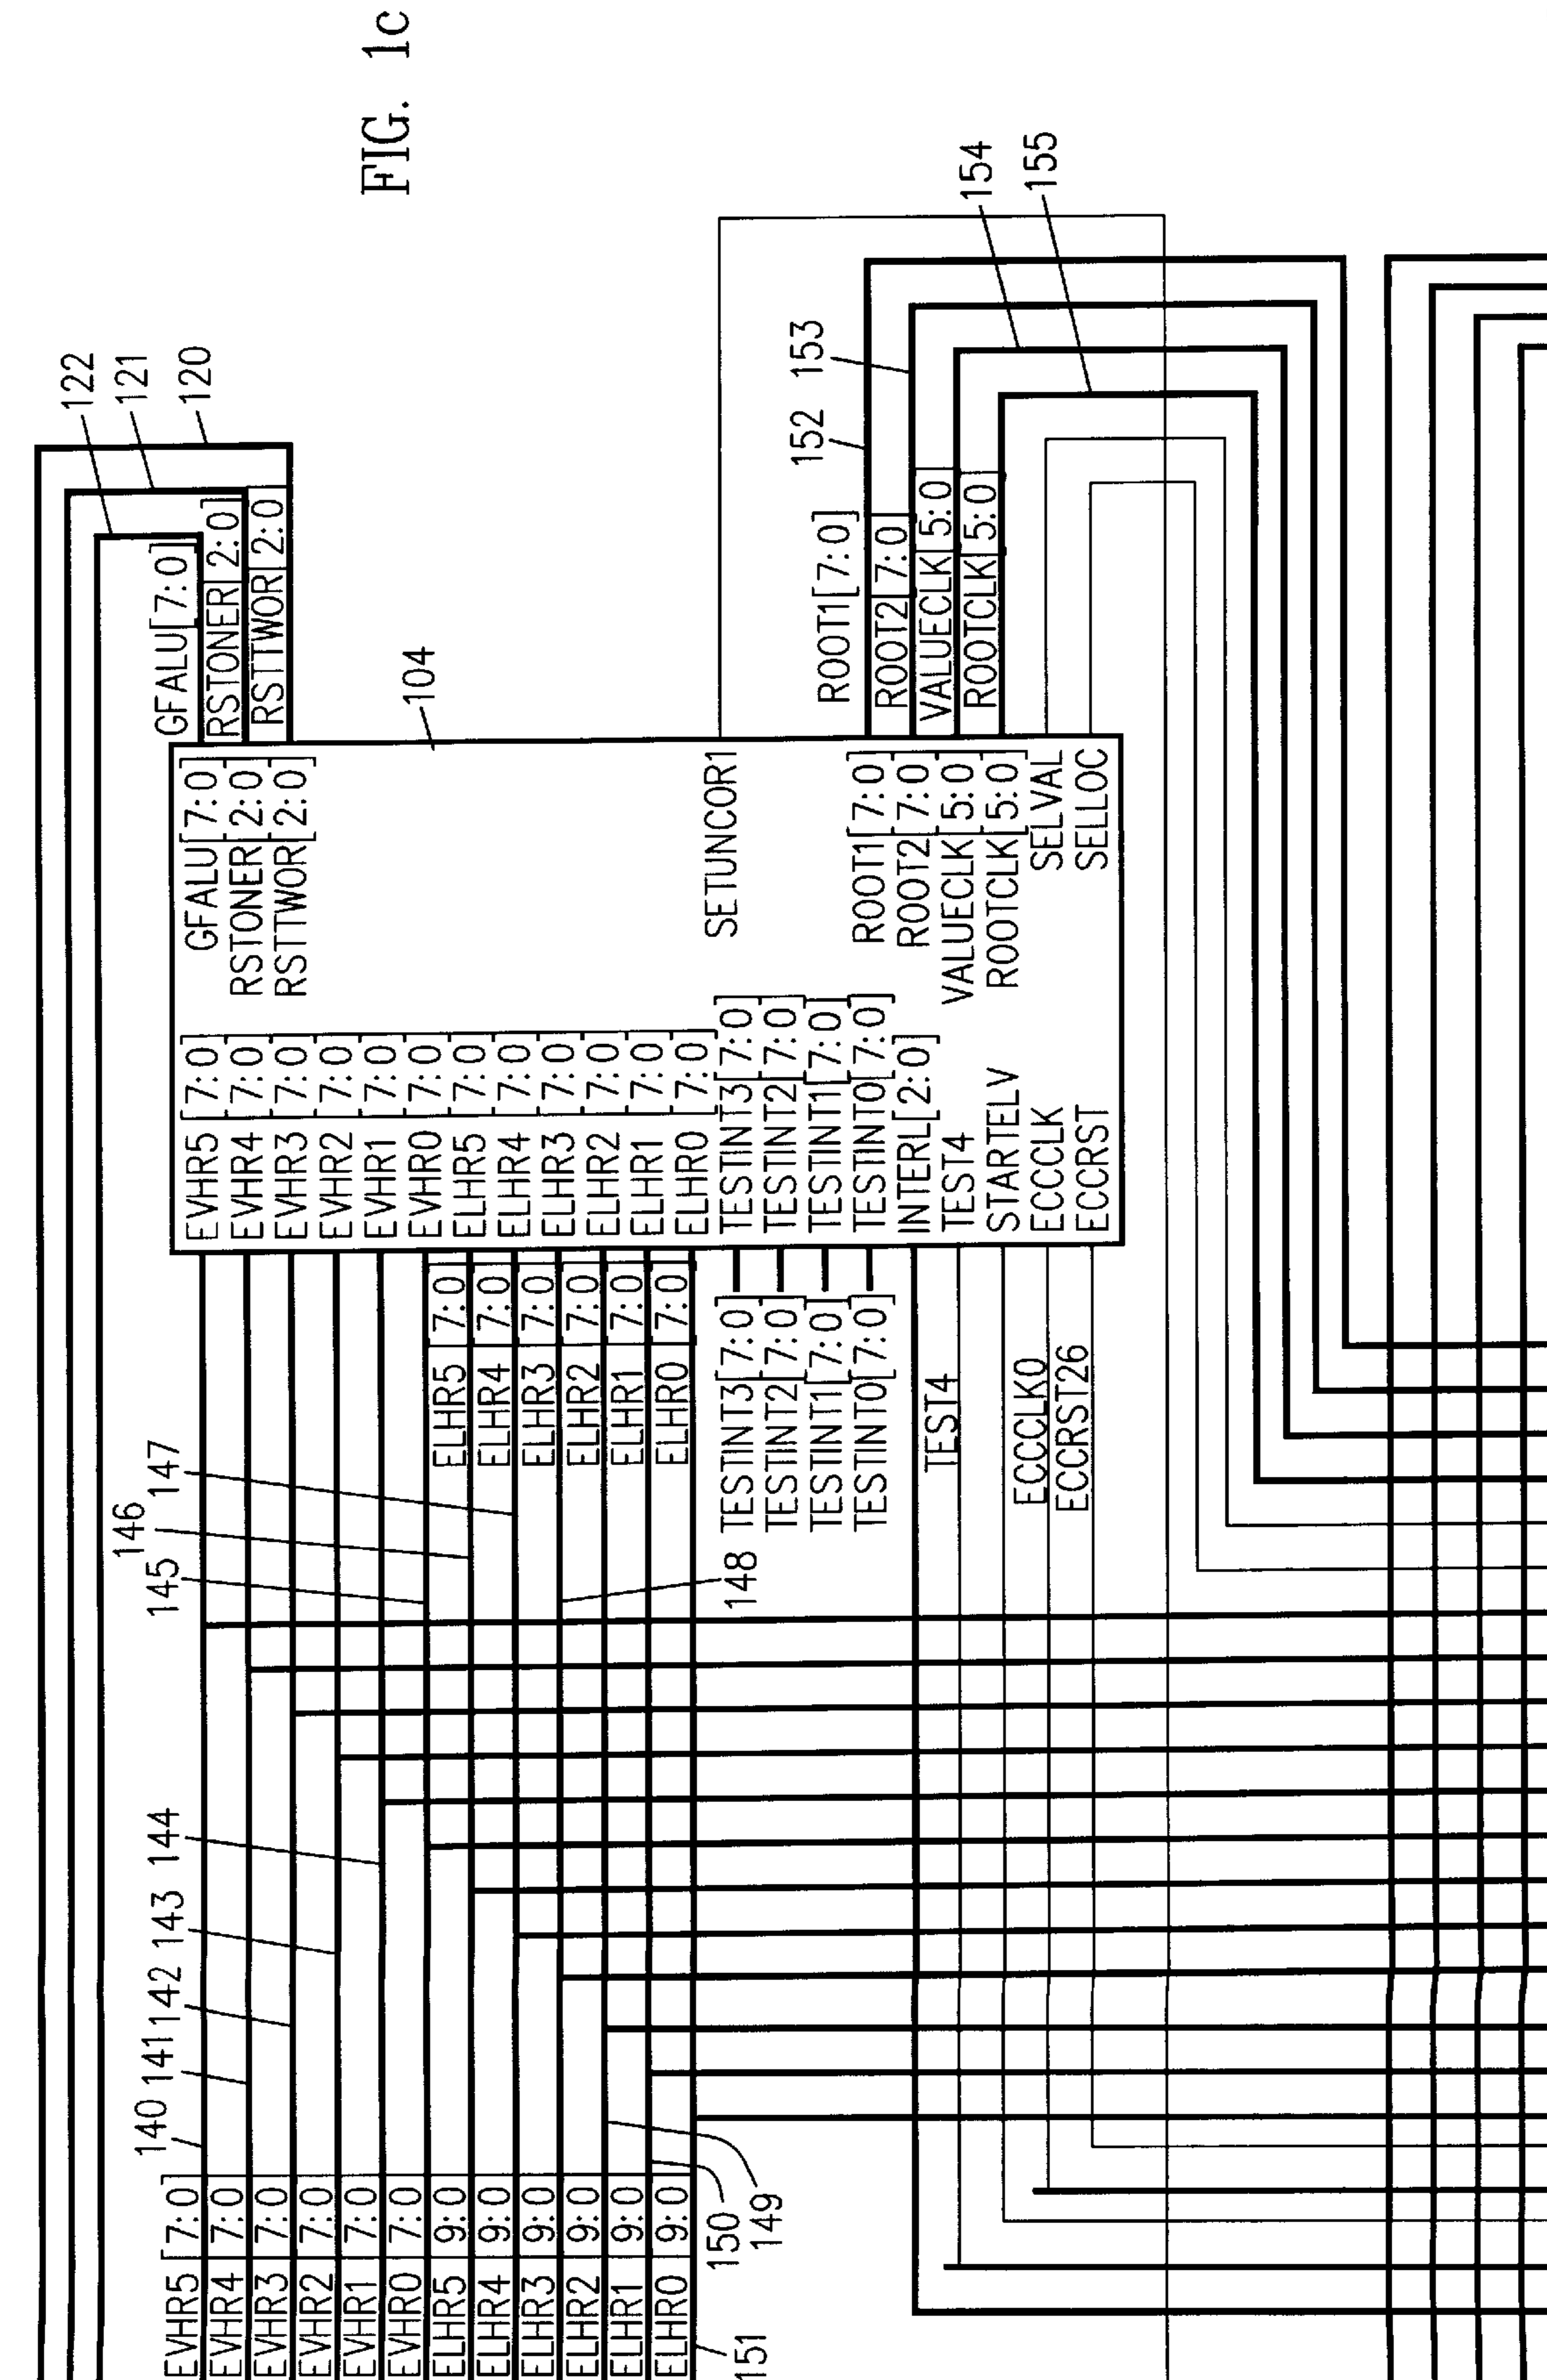 FIG. 1c
122
121
120
GFALU[7:0]
RSTONER[2:0]
RSTTWOR[2:0]
104
EVHR5[7:0]
EVHR4[7:0]
EVHR3[7:0]
EVHR2[7:0]
EVHR1[7:0]
EVHR0[7:0]
ELHR5[7:0]
ELHR4[7:0]
ELHR3[7:0]
ELHR2[7:0]
ELHR1[7:0]
ELHR0[7:0]
TESTINT3[7:0]
TESTINT2[7:0]
TESTINT1[7:0]
TESTINT0[7:0]
INTERL[2:0]
TEST4
STARTELV
ECCCLK
ECCRST
GFALU[7:0]
RSTONER[2:0]
RSTTWOR[2:0]
SETUNCOR1
ROOT1[7:0]
ROOT2[7:0]
VALUECLK[5:0]
ROOTCLK[5:0]
SELVAL
SELLOC
ROOT1[7:0]
ROOT2[7:0]
VALUECLK[5:0]
ROOTCLK[5:0]
152
153
154
155
ELHR5[7:0]
ELHR4[7:0]
ELHR3[7:0]
ELHR2[7:0]
ELHR1[7:0]
ELHR0[7:0]
TESTINT3[7:0]
TESTINT2[7:0]
TESTINT1[7:0]
TESTINT0[7:0]
TEST4
ECCCLK0
ECCRST26
140
141
142
143
144
145
146
147
148
149
150
151
EVHR5[7:0]
EVHR4[7:0]
EVHR3[7:0]
EVHR2[7:0]
EVHR1[7:0]
EVHR0[7:0]
ELHR5[9:0]
ELHR4[9:0]
ELHR3[9:0]
ELHR2[9:0]
ELHR1[9:0]
ELHR0[9:0]